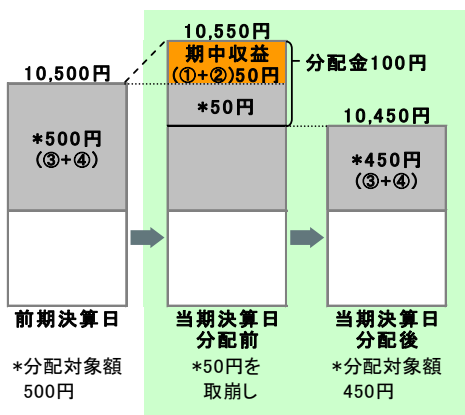 10,550円
期中収益
(①+②)50円
分配金100円
10,500円
*50円
10,450円
*500円
(③+④)
*450円
(③+④)
前期決算日
当期決算日
分配前
当期決算日
分配後
*分配対象額
500円
*50円を
取崩し
*分配対象額
450円